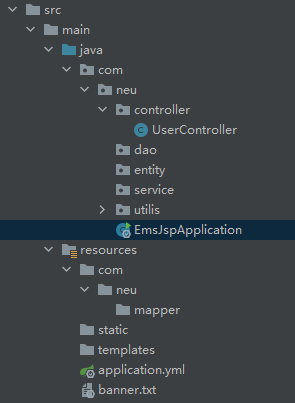 src
main
java
com
neu
controller
UserController
dao
entity
service
utilis
EmsJspApplication
resources
com
neu
mapper
static
templates
application.yml
banner.txt